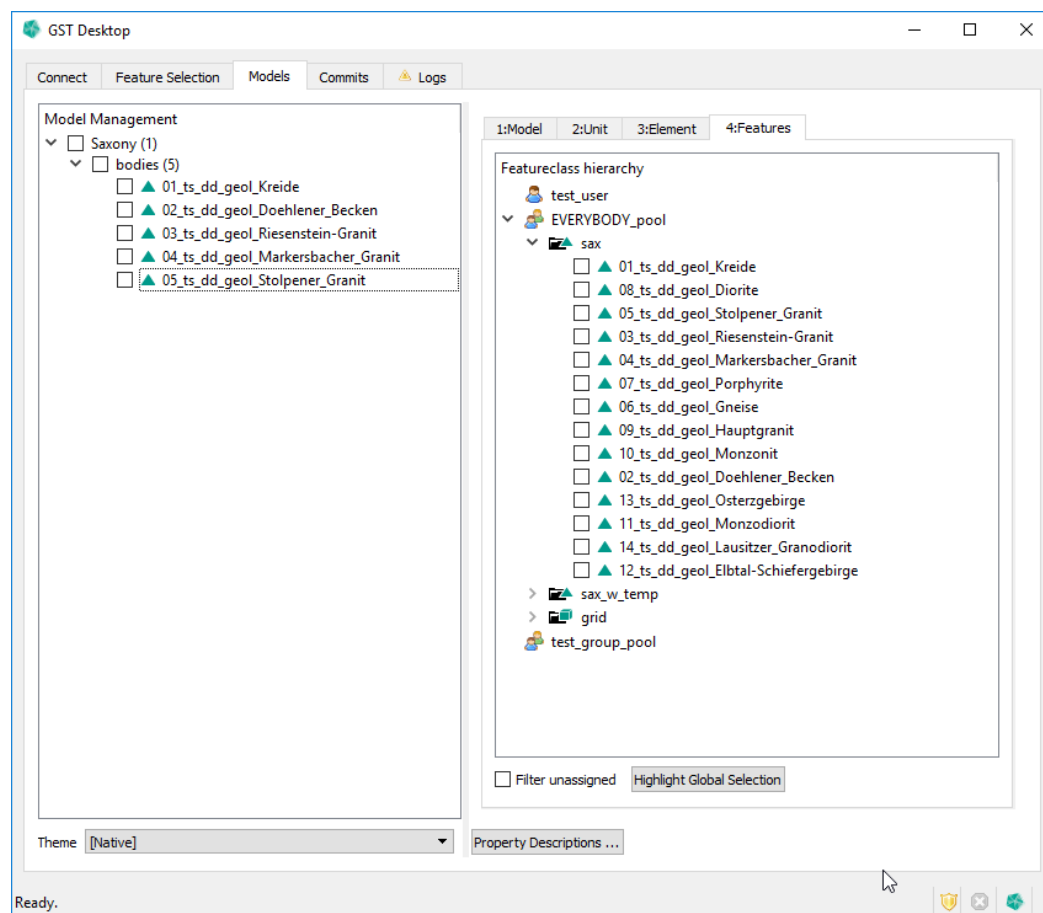 GST Desktop
Connect Feature Selection Models Commits Logs
Model Management
Saxony (1)
bodies (5)
01_ts_dd_geol_Kreide
02_ts_dd_geol_Doehlener_Becken
03_ts_dd_geol_Riesenstein-Granit
04_ts_dd_geol_Markersbacher_Granit
05_ts_dd_geol_Stolpener_Granit
Theme [Native]
1:Model 2:Unit 3:Element 4:Features
Featureclass hierarchy
test_user
EVERYBODY_pool
sax
01_ts_dd_geol_Kreide
08_ts_dd_geol_Diorite
05_ts_dd_geol_Stolpener_Granit
03_ts_dd_geol_Riesenstein-Granit
04_ts_dd_geol_Markersbacher_Granit
07_ts_dd_geol_Porphyrite
06_ts_dd_geol_Gneise
09_ts_dd_geol_Hauptgranit
10_ts_dd_geol_Monzonit
02_ts_dd_geol_Doehlener_Becken
13_ts_dd_geol_Osterzgebirge
11_ts_dd_geol_Monzodiorit
14_ts_dd_geol_Lausitzer_Granodiorit
12_ts_dd_geol_Elbtal-Schiefergebirge
sax_w_temp
grid
test_group_pool
Filter unassigned Highlight Global Selection
Property Descriptions ...
Ready.